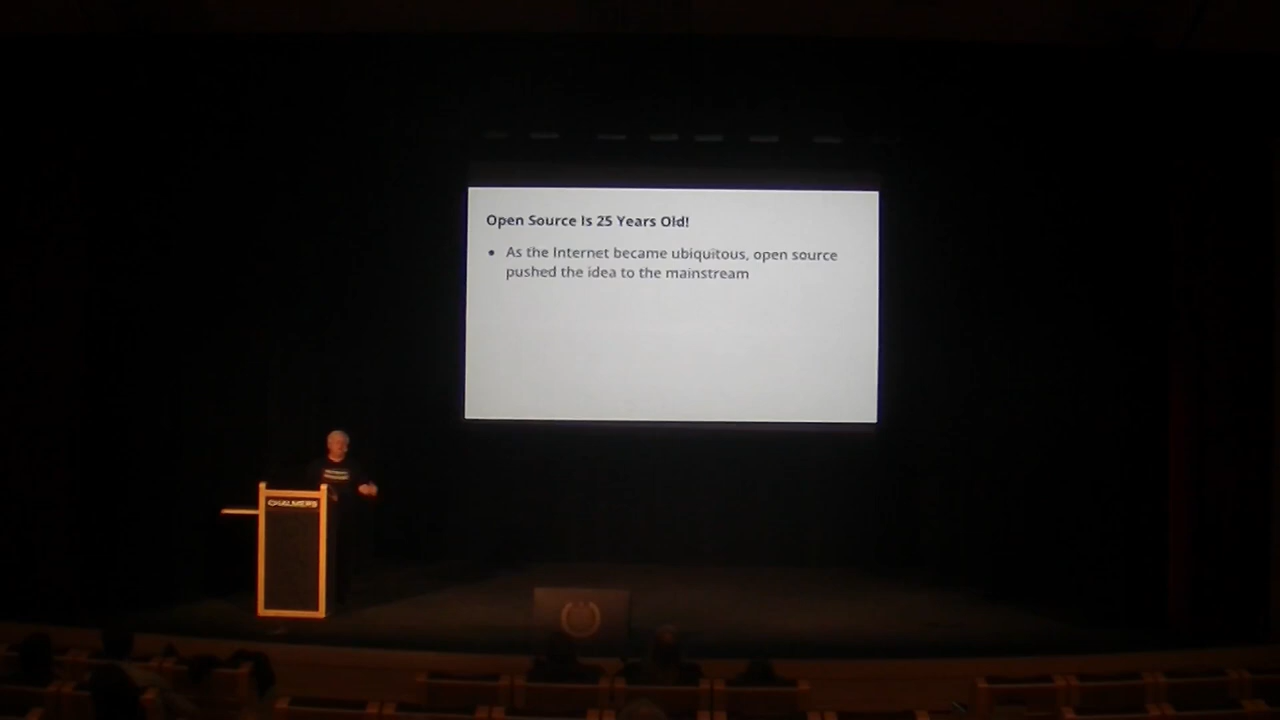 Open Source Is 25 Years Old!
• As the Internet became ubiquitous, open source
pushed the idea to the mainstream
CHALMERS